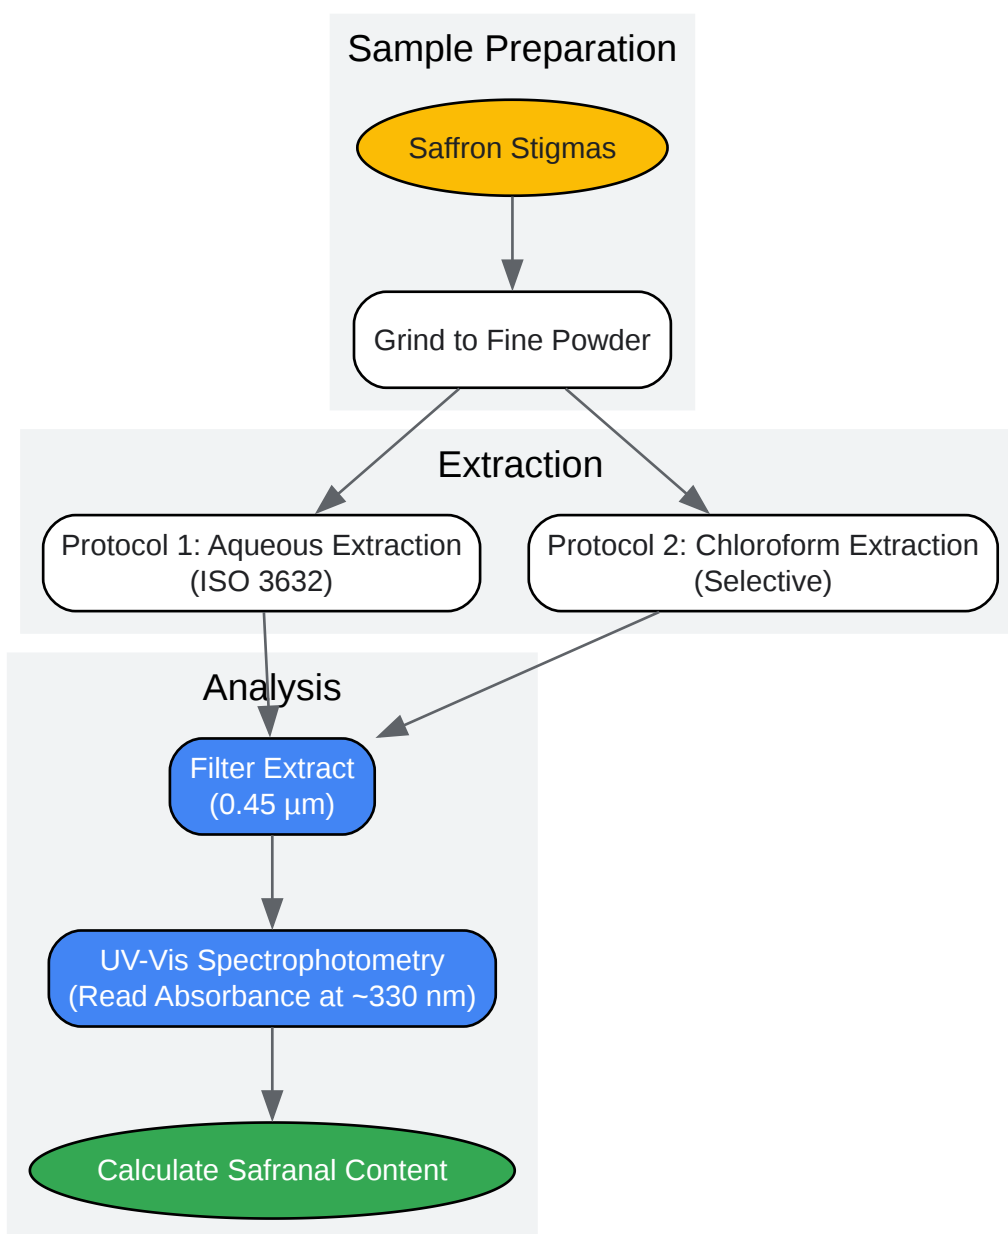 Sample Preparation
Saffron Stigmas
Grind to Fine Powder
Extraction
Protocol 1: Aqueous Extraction
(ISO 3632)
Protocol 2: Chloroform Extraction
(Selective)
Analysis
Filter Extract
(0.45 µm)
UV-Vis Spectrophotometry
(Read Absorbance at ~330 nm)
Calculate Safranal Content